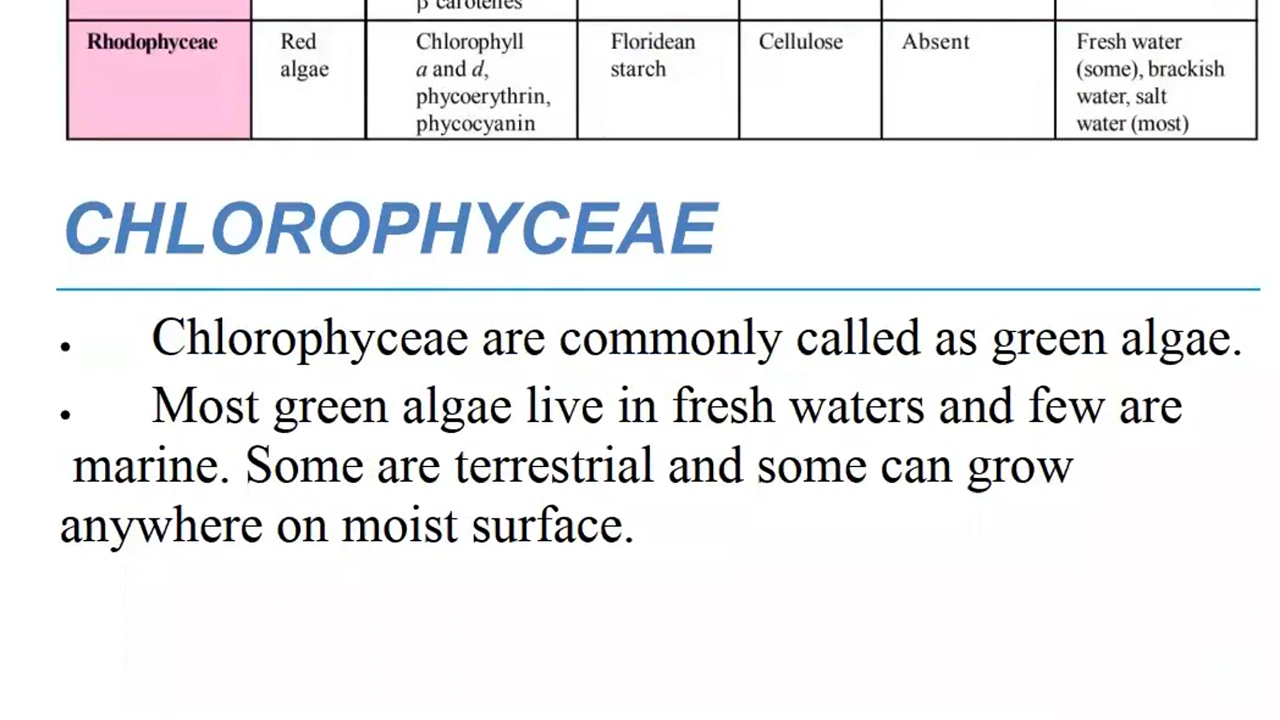 β carotenes
Rhodophyceae Red Chlorophyll Floridean Cellulose Absent Fresh water
algae a and d, starch (some), brackish
phycoerythrin, water, salt
phycocyanin water (most)
CHLOROPHYCEAE
• Chlorophyceae are commonly called as green algae.
• Most green algae live in fresh waters and few are
marine. Some are terrestrial and some can grow
anywhere on moist surface.